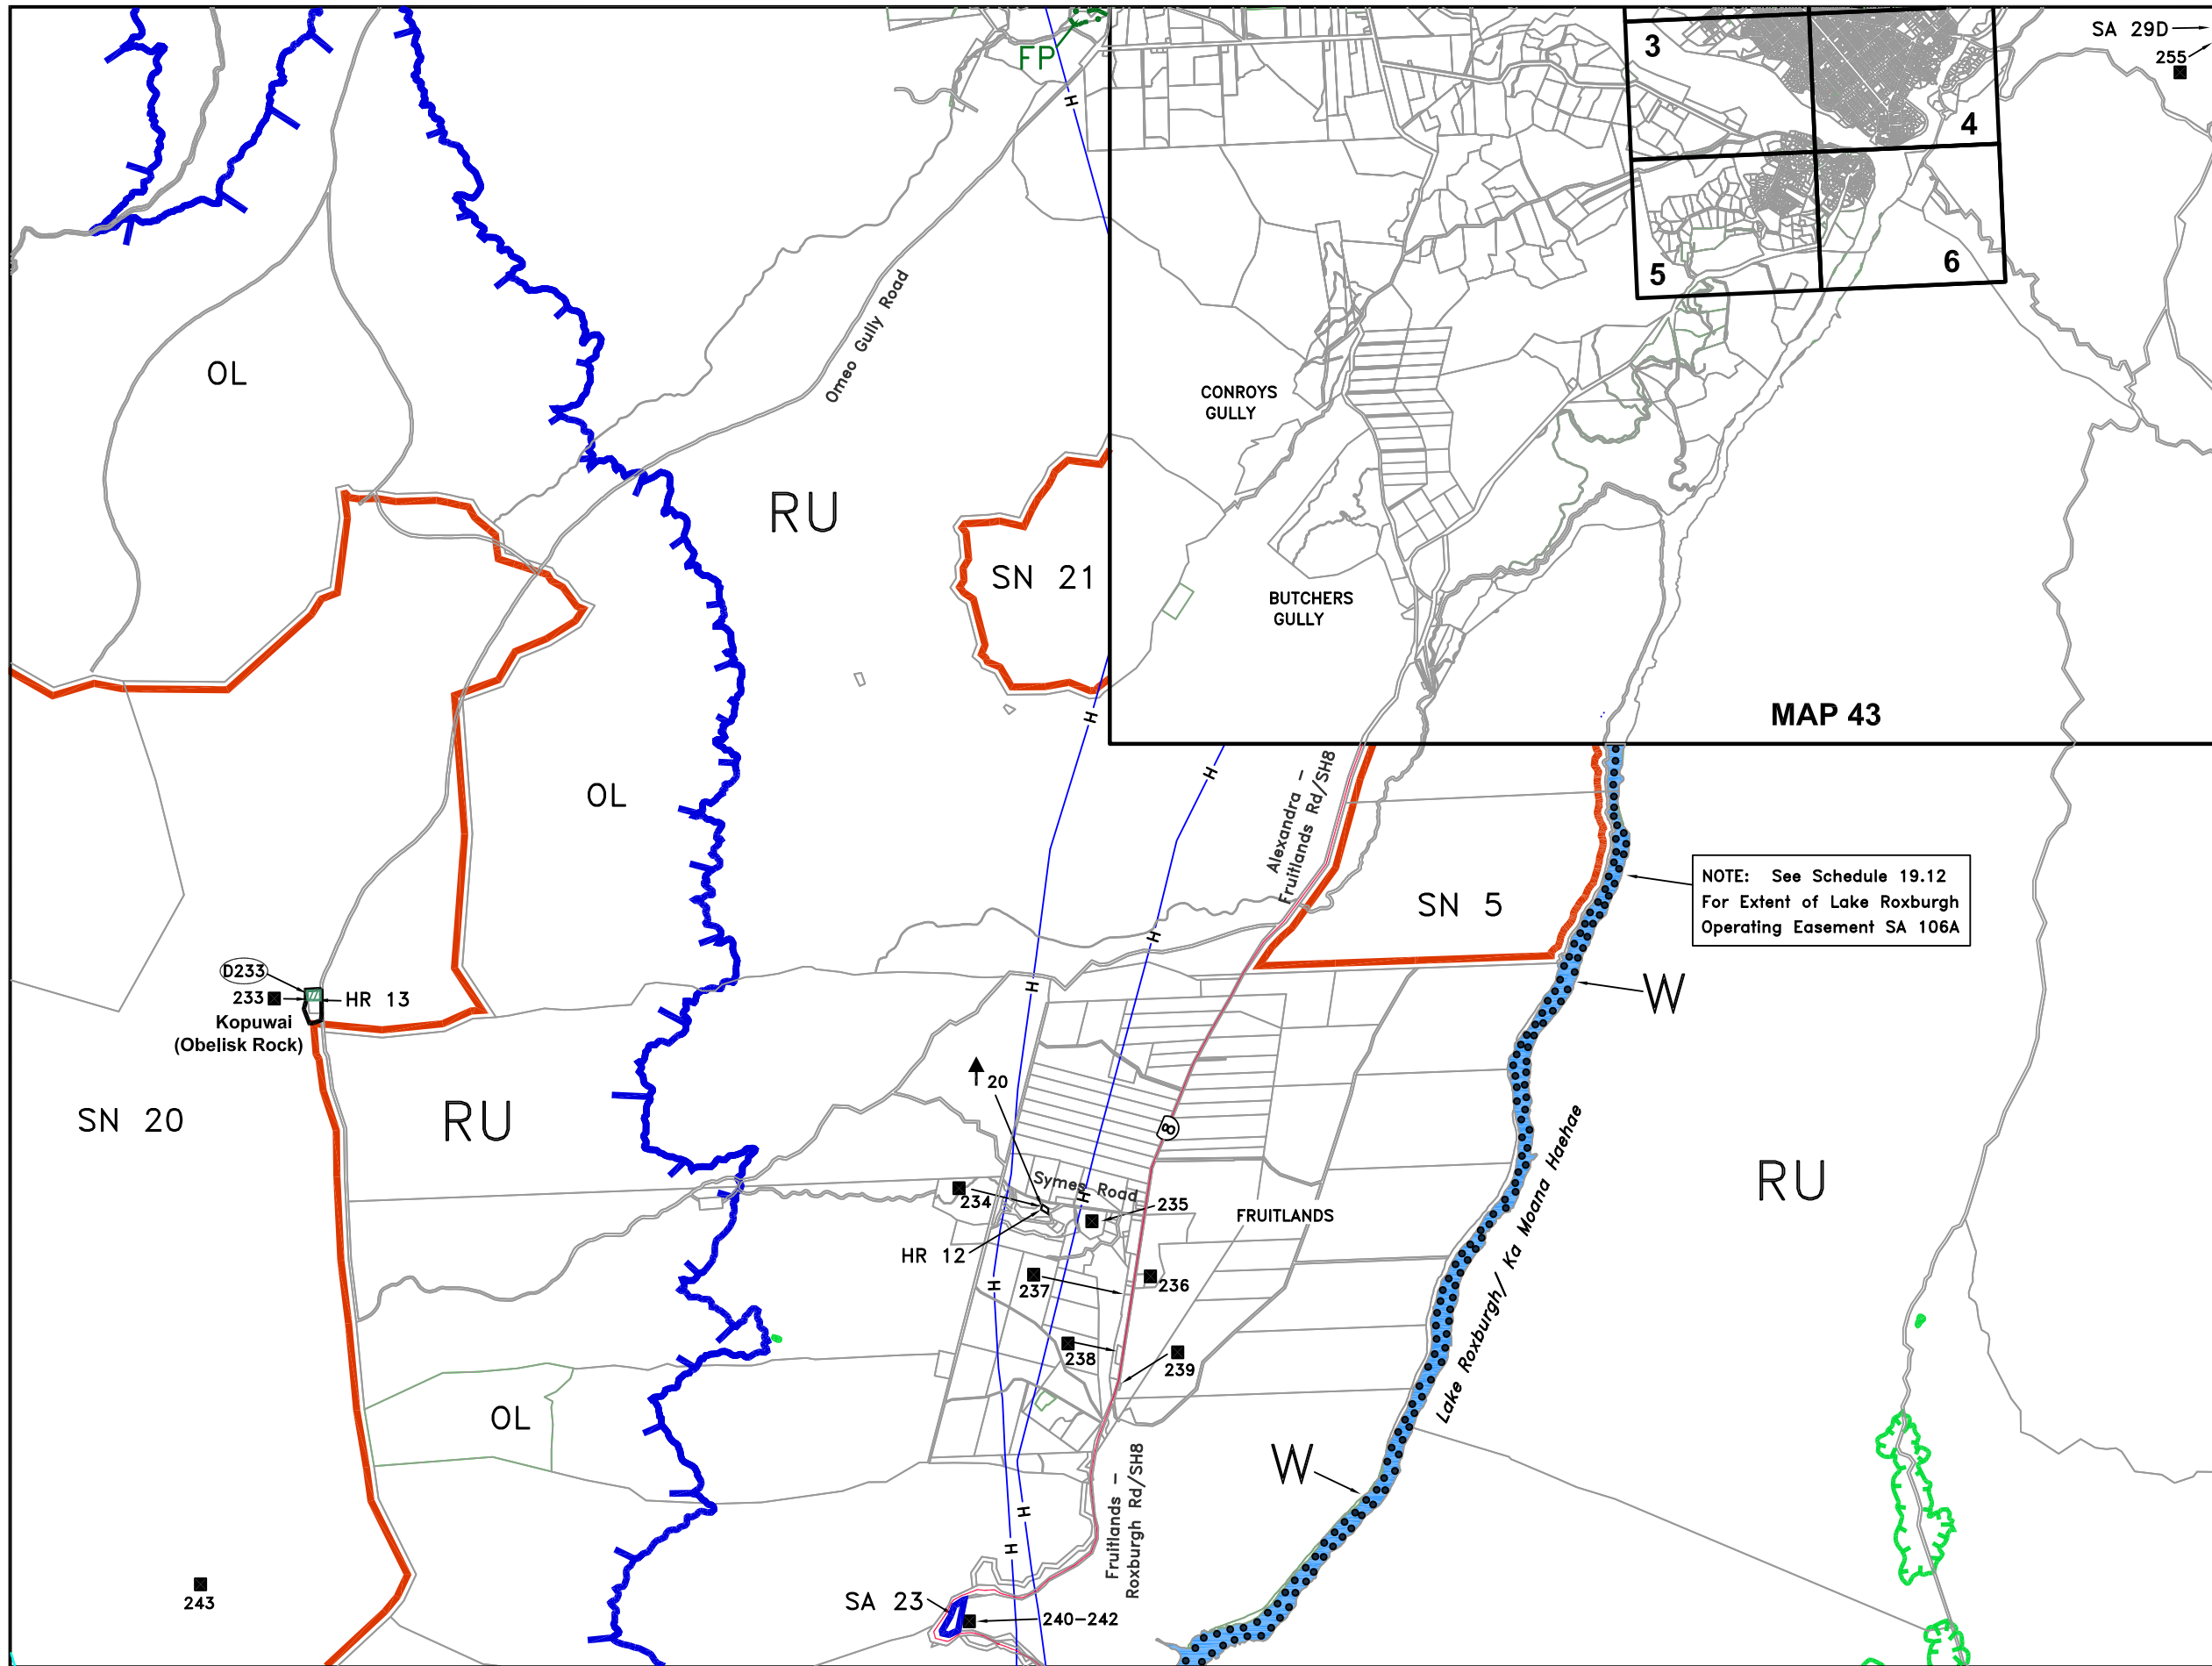 3
4
5
6
SA 29D
255
FP
H
OL
Omeo Gully Road
CONROYS
GULLY
RU
SN 21
BUTCHERS
GULLY
MAP 43
H
H
OL
Alexandra –
Fruitlands Rd/SH8
SN 5
NOTE: See Schedule 19.12
For Extent of Lake Roxburgh
Operating Easement SA 106A
H
W
D233
233
HR 13
Kopuwai
(Obelisk Rock)
H
20
SN 20
RU
8
Lake Roxburgh/ Ka Moana Haehae
RU
Symes Road
H
234
235
FRUITLANDS
HR 12
H
237
236
238
239
OL
W
Fruitlands –
Roxburgh Rd/SH8
H
H
243
SA 23
240-242